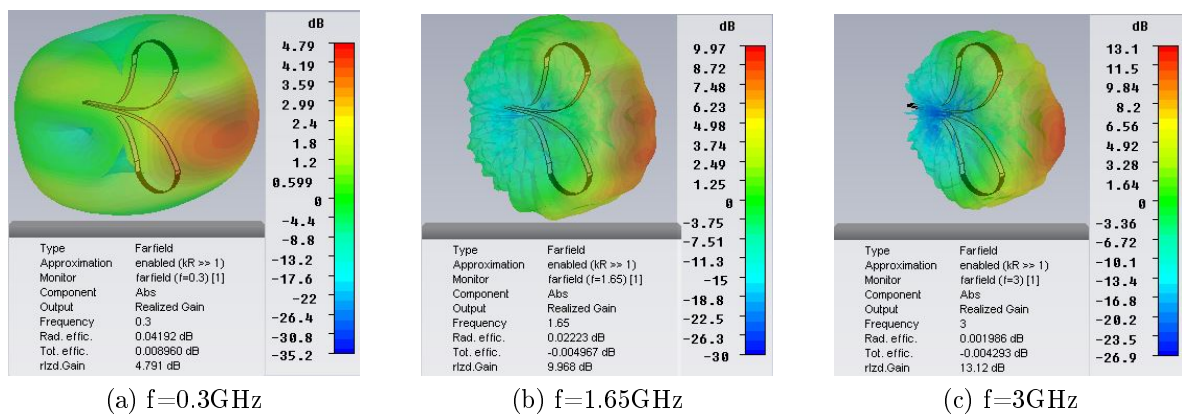 dB
4.79
4.19
3.59
2.99
2.4
1.8
1.2
0.599
0
-4.4
-8.8
-13.2
-17.6
-22
-26.4
-30.8
-35.2
Type Farfield
Approximation enabled (kR >> 1)
Monitor farfield (f=0.3) [1]
Component Abs
Output Realized Gain
Frequency 0.3
Rad. effic. 0.04192 dB
Tot. effic. 0.008960 dB
rlzd.Gain 4.791 dB
(a) f=0.3GHz
dB
9.97
8.72
7.48
6.23
4.98
3.74
2.49
1.25
0
-3.75
-7.51
-11.3
-15
-18.8
-22.5
-26.3
-30
Type Farfield
Approximation enabled (kR >> 1)
Monitor farfield (f=1.65) [1]
Component Abs
Output Realized Gain
Frequency 1.65
Rad. effic. 0.02223 dB
Tot. effic. -0.004967 dB
rlzd.Gain 9.968 dB
(b) f=1.65GHz
dB
13.1
11.5
9.84
8.2
6.56
4.92
3.28
1.64
0
-3.36
-6.72
-10.1
-13.4
-16.8
-20.2
-23.5
-26.9
Type Farfield
Approximation enabled (kR >> 1)
Monitor farfield (f=3) [1]
Component Abs
Output Realized Gain
Frequency 3
Rad. effic. 0.001986 dB
Tot. effic. -0.004293 dB
rlzd.Gain 13.12 dB
(c) f=3GHz